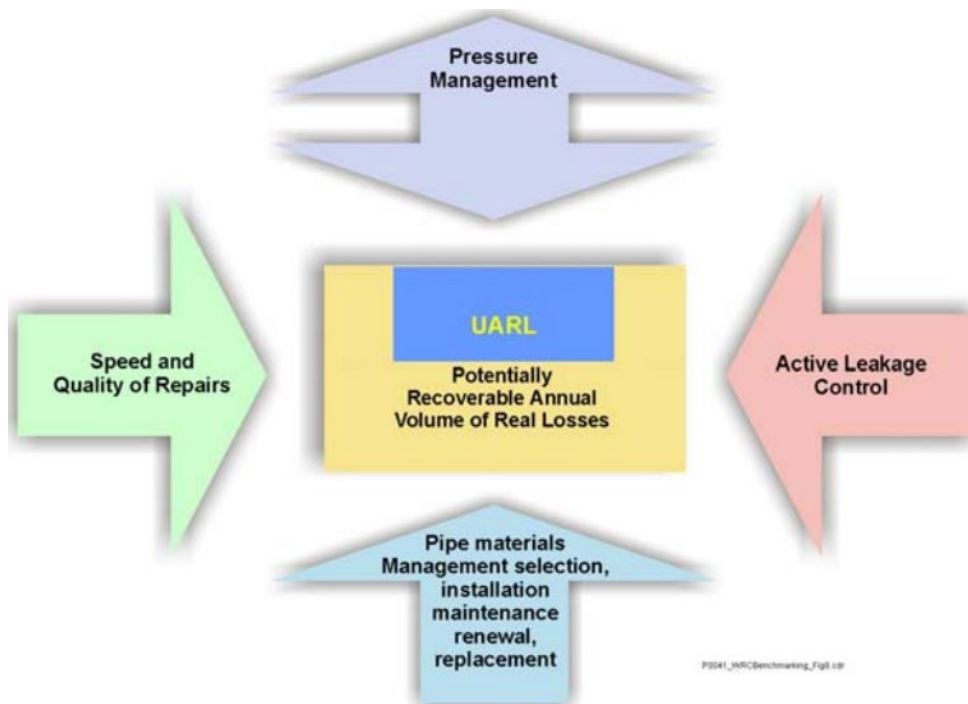 Pressure
Management
Speed and
Quality of Repairs
UARL
Potentially
Recoverable Annual
Volume of Real Losses
Active Leakage
Control
Pipe materials
Management selection,
installation
maintenance
renewal,
replacement
P5041_WRCBenchmarking_Fig8.cdr